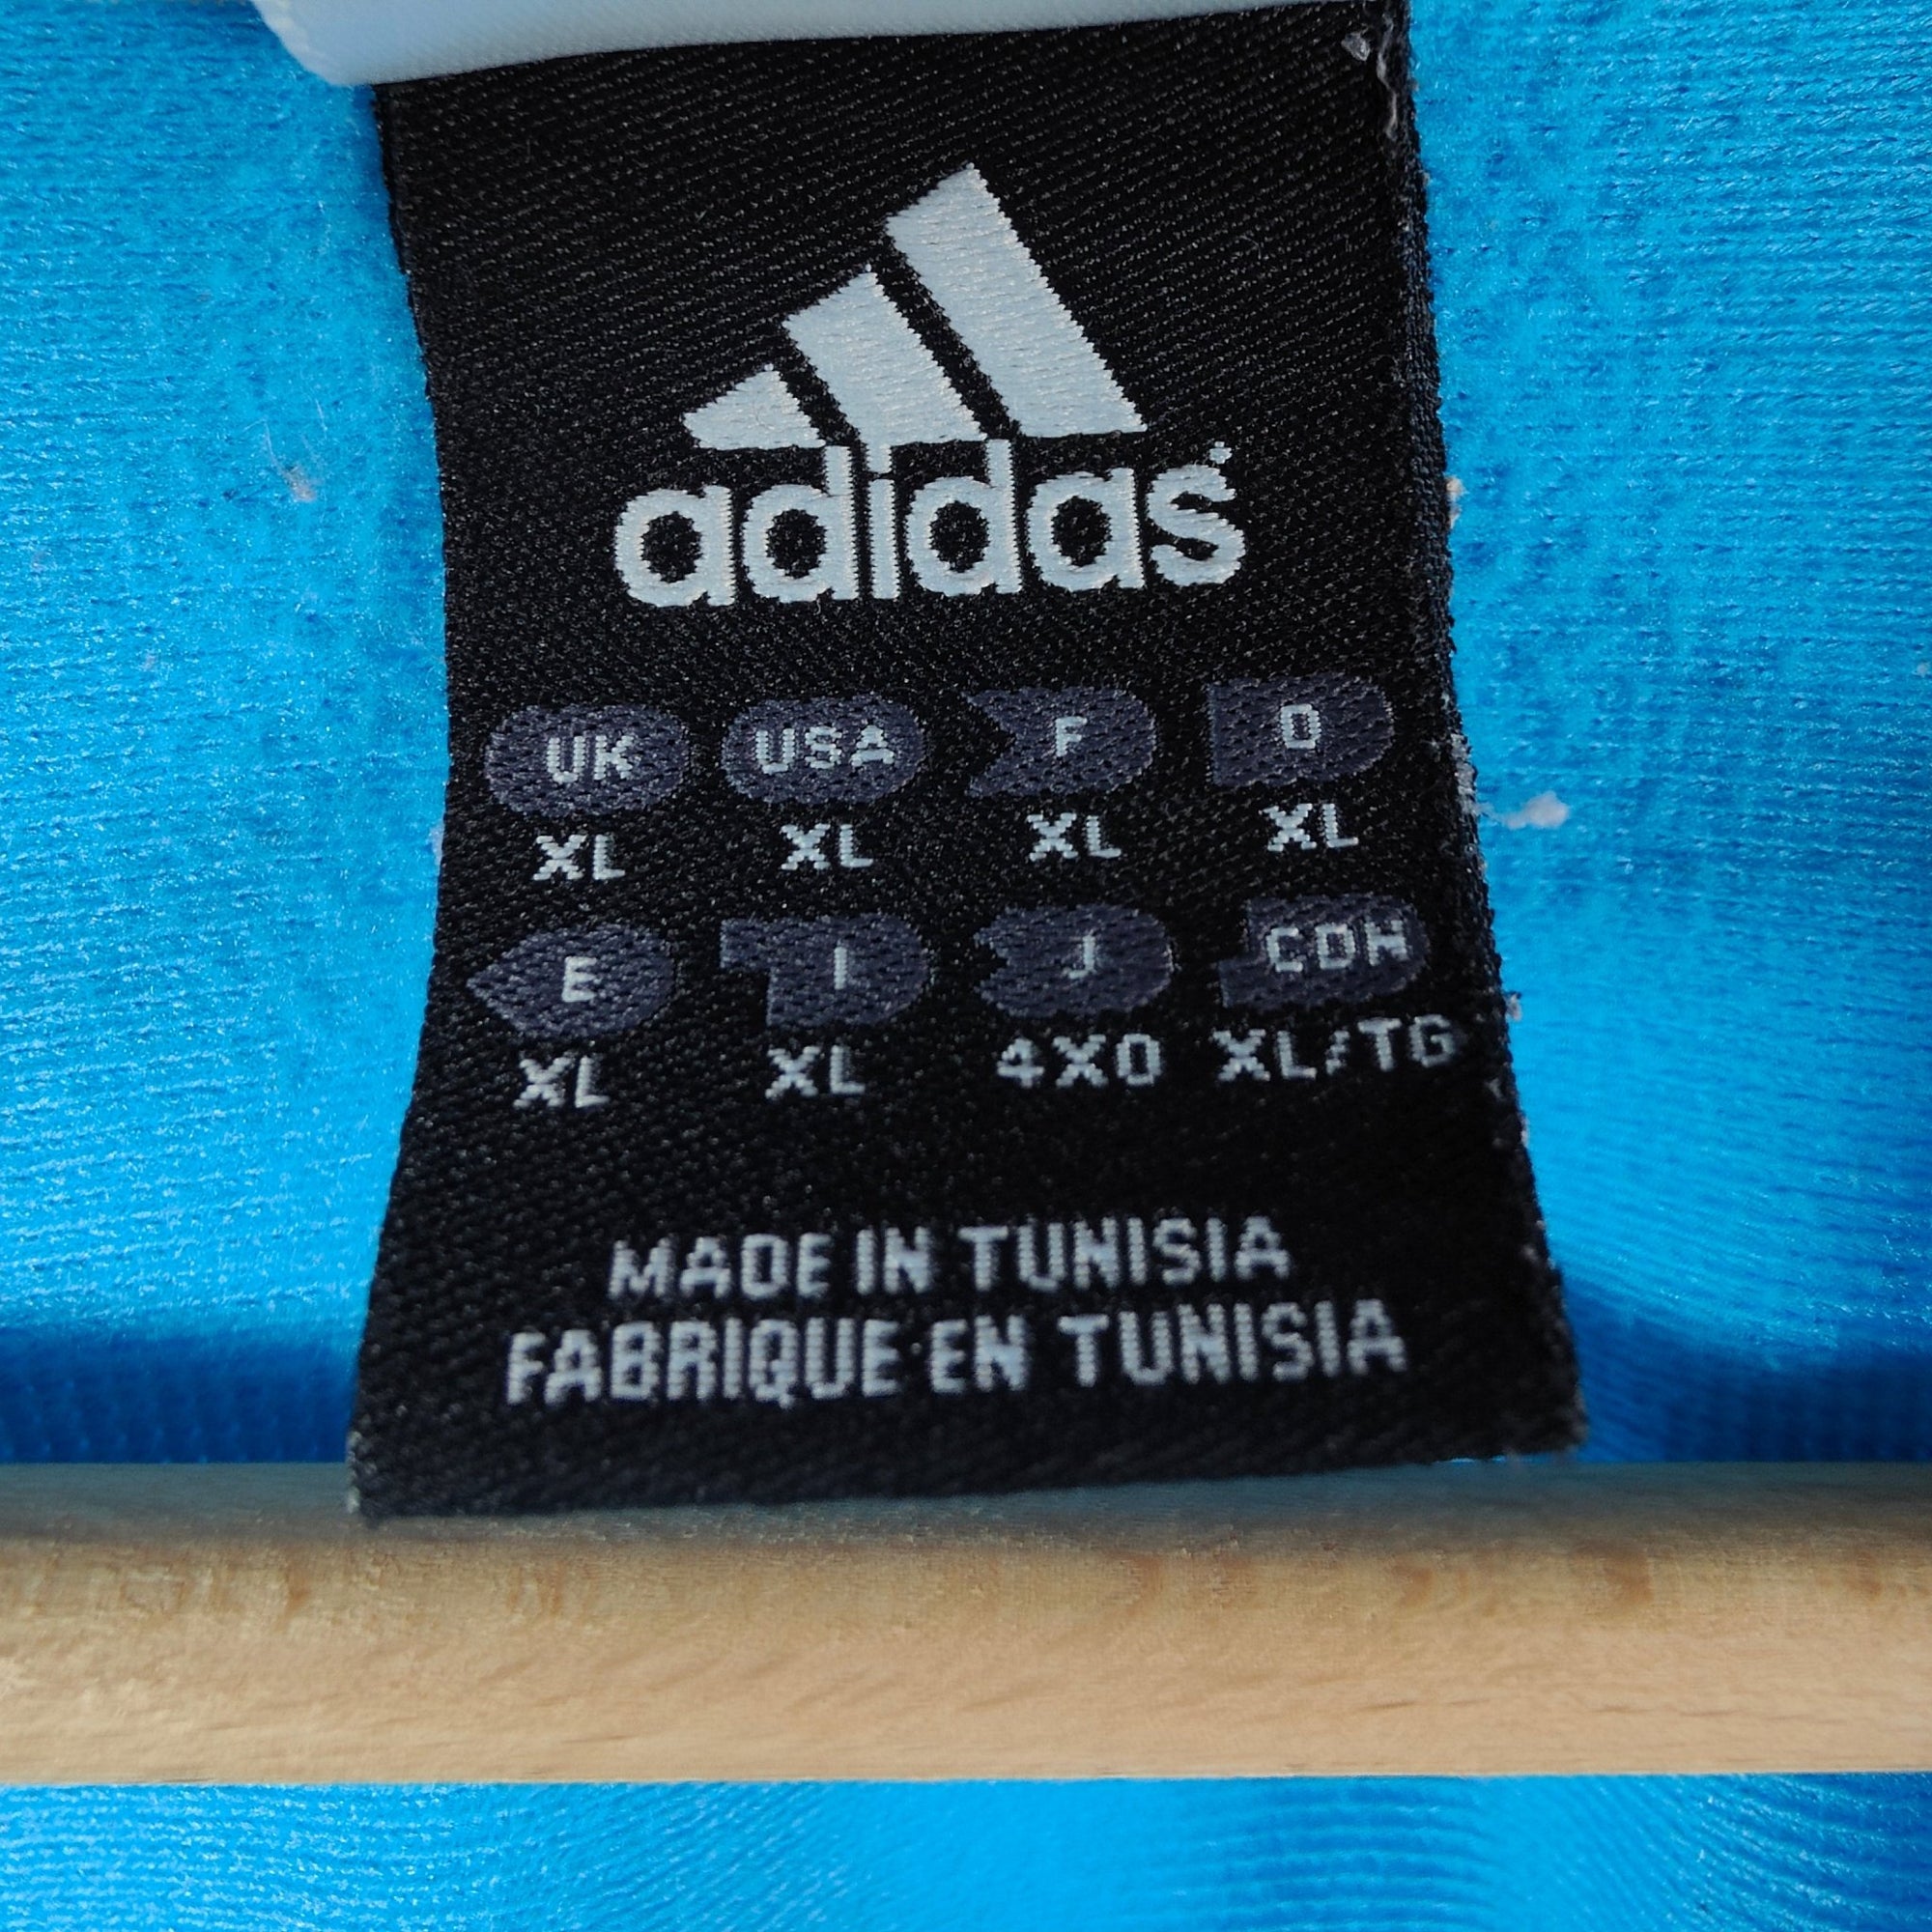 adidas
UK USA F D
XL XL XL XL
E I J CDN
XL XL 4XO XL/TG
MADE IN TUNISIA
FABRIQUE EN TUNISIA